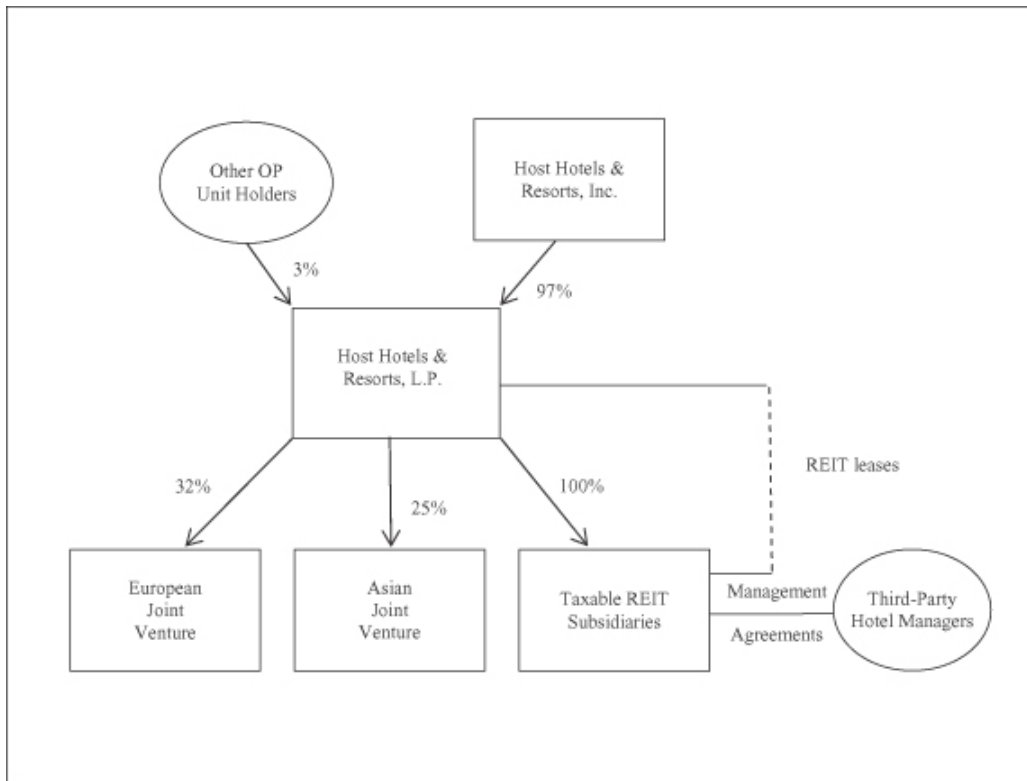 Other OP
Unit Holders
Host Hotels &
Resorts, Inc.
3%
97%
Host Hotels &
Resorts, L.P.
REIT leases
32%
25%
100%
European
Joint
Venture
Asian
Joint
Venture
Taxable REIT
Subsidiaries
Management
Agreements
Third-Party
Hotel Managers